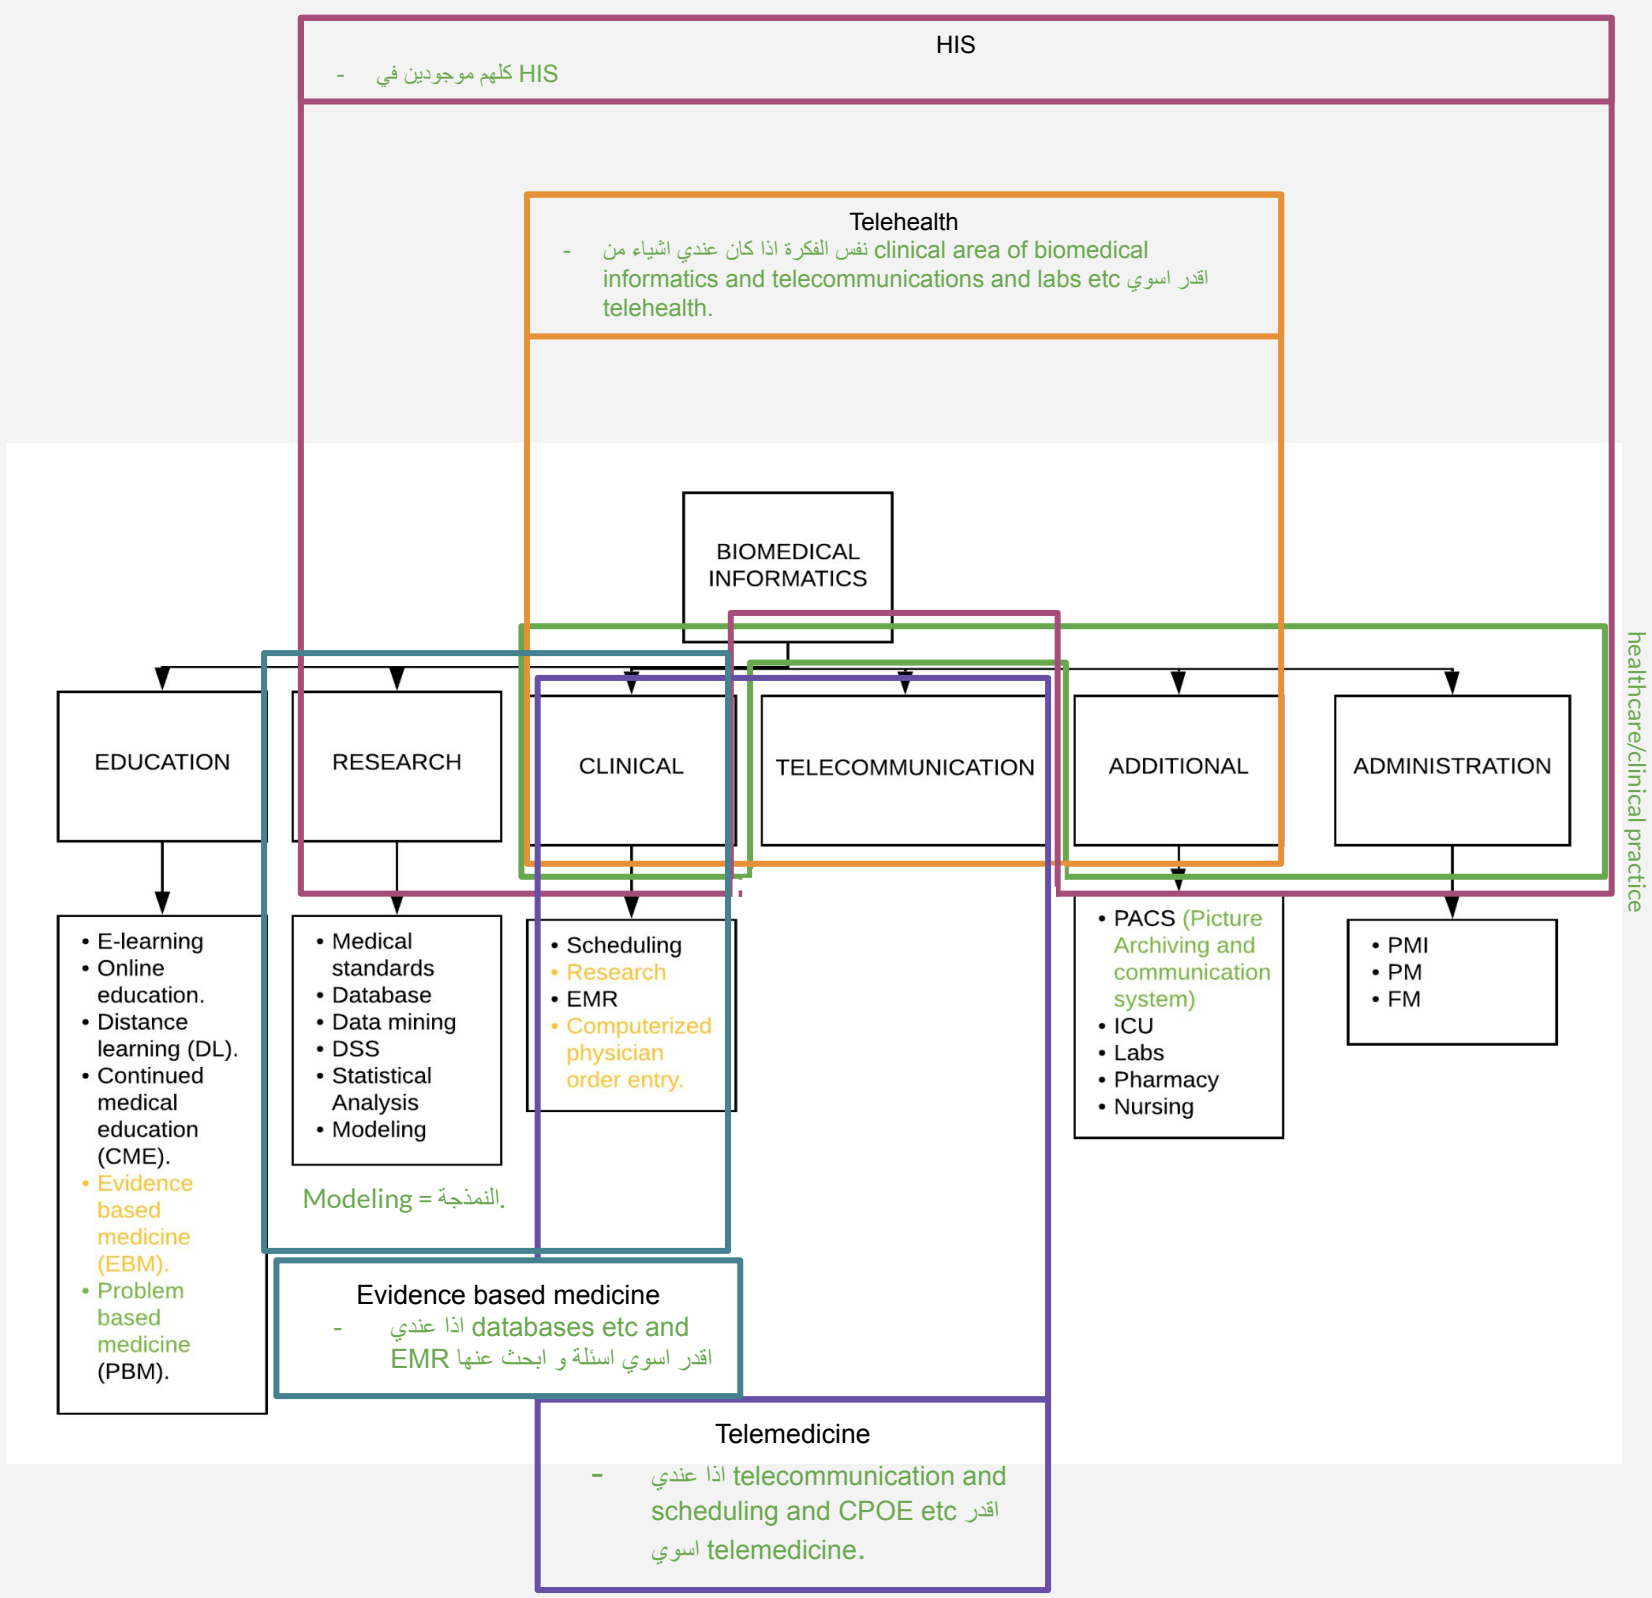 HIS
- كلهم موجودين في HIS
Telehealth
- نفس الفكرة اذا كان عندي اشياء من clinical area of biomedical
informatics and telecommunications and labs etc اقدر اسوي
telehealth.
BIOMEDICAL
INFORMATICS
healthcare/clinical practice
EDUCATION
RESEARCH
CLINICAL
TELECOMMUNICATION
ADDITIONAL
ADMINISTRATION
• E-learning
• Online
education.
• Distance
learning (DL).
• Continued
medical
education
(CME).
• Evidence
based
medicine
(EBM).
• Problem
based
medicine
(PBM).
• Medical
standards
• Database
• Data mining
• DSS
• Statistical
Analysis
• Modeling
Modeling = النمذجة.
• Scheduling
• Research
• EMR
• Computerized
physician
order entry.
• PACS (Picture
Archiving and
communication
system)
• ICU
• Labs
• Pharmacy
• Nursing
• PMI
• PM
• FM
Evidence based medicine
- اذا عندي databases etc and
EMR اقدر اسوي اسئلة و ابحث عنها
Telemedicine
- اذا عندي telecommunication and
scheduling and CPOE etc اقدر
اسوي telemedicine.